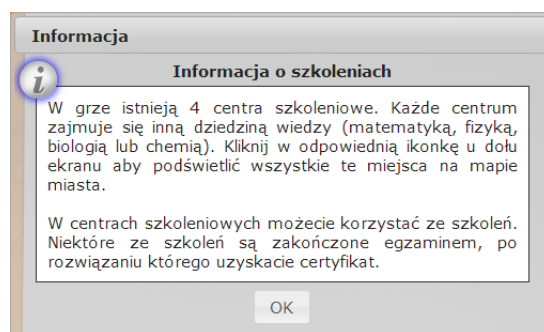 Informacja
Informacja o szkoleniach
W grze istnieją 4 centra szkoleniowe. Każde centrum
zajmuje się inną dziedziną wiedzy (matematyką, fizyką,
biologią lub chemią). Kliknij w odpowiednią ikonkę u dołu
ekranu aby podświetlić wszystkie te miejsca na mapie
miasta.
W centrach szkoleniowych możecie korzystać ze szkoleń.
Niektóre ze szkoleń są zakończone egzaminem, po
rozwiązaniu którego uzyskacie certyfikat.
OK